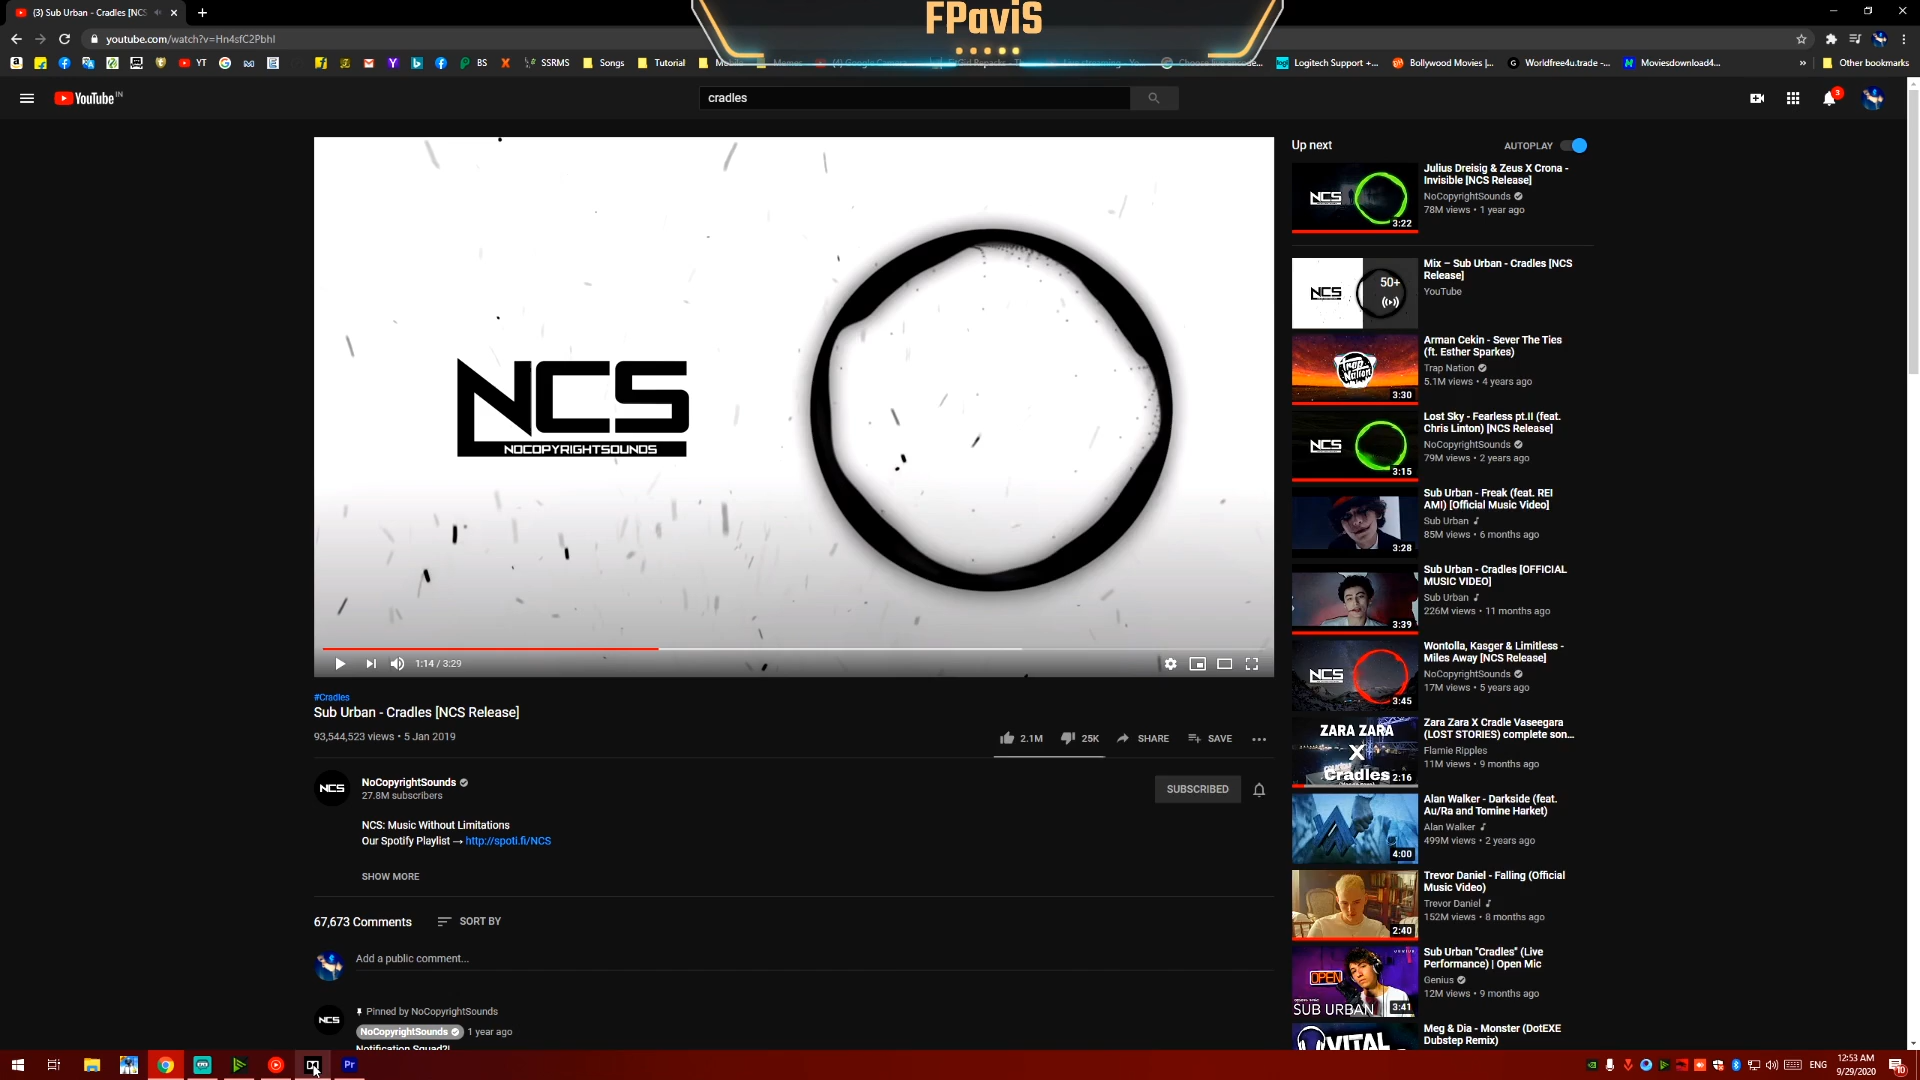 FPaviS
(3) Sub Urban - Cradles [NCS
youtube.com/watch?v=Hn4sfC2PbhI
YT
BS
SSRMS
Songs
Tutorial
Logitech Support +...
Bollywood Movies |...
Worldfree4u.trade -...
Moviesdownload4...
Other bookmarks
YouTube IN
cradles
3
NCS
NOCOPYRIGHTSOUNDS
1:14 / 3:29
#Cradles
Sub Urban - Cradles [NCS Release]
93,544,523 views • 5 Jan 2019
2.1M
25K
SHARE
SAVE
NCS
NoCopyrightSounds
27.8M subscribers
SUBSCRIBED
NCS: Music Without Limitations
Our Spotify Playlist → http://spoti.fi/NCS
SHOW MORE
67,673 Comments
SORT BY
Add a public comment...
NCS
Pinned by NoCopyrightSounds
NoCopyrightSounds 1 year ago
Notification Squad?!
Up next
AUTOPLAY
NCS
3:22
Julius Dreisig & Zeus X Crona -
Invisible [NCS Release]
NoCopyrightSounds
78M views • 1 year ago
NCS
50+
Mix – Sub Urban - Cradles [NCS
Release]
YouTube
Trap Nation
3:30
Arman Cekin - Sever The Ties
(ft. Esther Sparkes)
Trap Nation
5.1M views • 4 years ago
NCS
3:15
Lost Sky - Fearless pt.II (feat.
Chris Linton) [NCS Release]
NoCopyrightSounds
79M views • 2 years ago
3:28
Sub Urban - Freak (feat. REI
AMI) [Official Music Video]
Sub Urban
85M views • 6 months ago
3:39
Sub Urban - Cradles [OFFICIAL
MUSIC VIDEO]
Sub Urban
226M views • 11 months ago
NCS
3:45
Wontolla, Kasger & Limitless -
Miles Away [NCS Release]
NoCopyrightSounds
17M views • 5 years ago
ZARA ZARA
X
Cradles
2:16
Zara Zara X Cradle Vaseegara
(LOST STORIES) complete son...
Flamie Ripples
11M views • 9 months ago
4:00
Alan Walker - Darkside (feat.
Au/Ra and Tomine Harket)
Alan Walker
499M views • 2 years ago
2:40
Trevor Daniel - Falling (Official
Music Video)
Trevor Daniel
152M views • 8 months ago
OPEN
SUB URBAN
3:41
Sub Urban "Cradles" (Live
Performance) | Open Mic
Genius
12M views • 9 months ago
VITAL
Meg & Dia - Monster (DotEXE
Dubstep Remix)
Pr
ENG
12:53 AM
9/29/2020
10